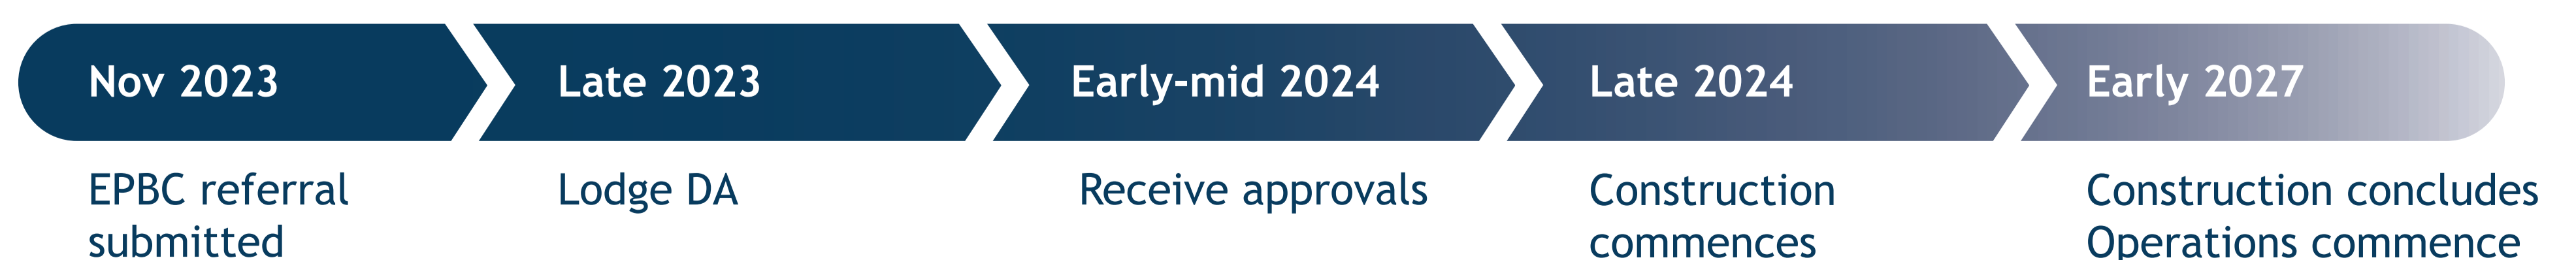 Nov 2023
Late 2023
Early-mid 2024
Late 2024
Early 2027
EPBC referral
submitted
Lodge DA
Receive approvals
Construction
commences
Construction concludes
Operations commence